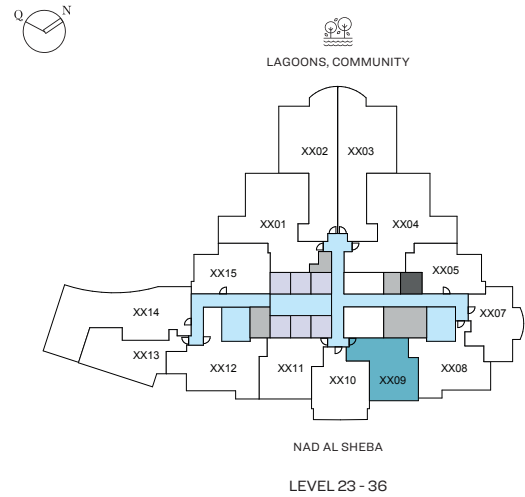 Q N
LAGOONS, COMMUNITY
XX02 XX03
XX01 XX04
XX15 XX05
XX14 XX07
XX13 XX12 XX11 XX10 XX09 XX08
NAD AL SHEBA
LEVEL 23 - 36